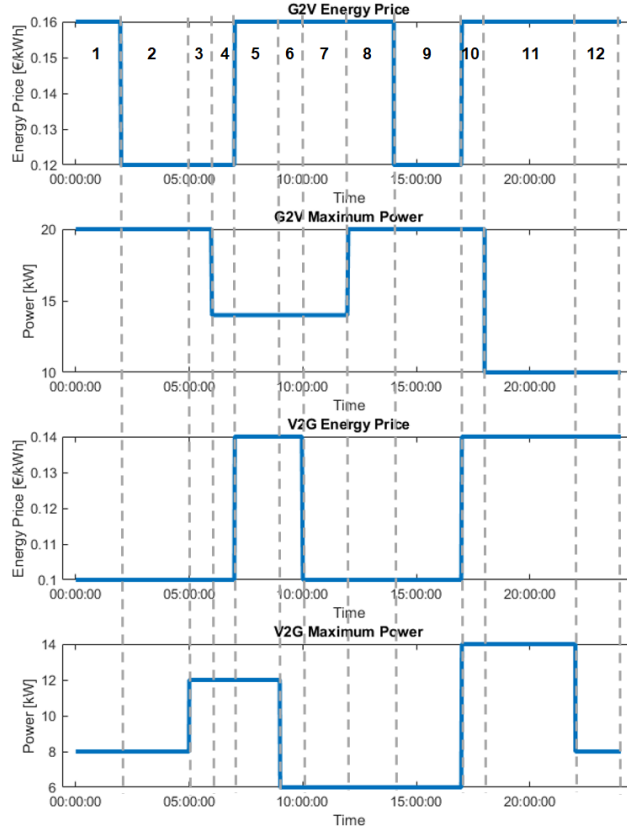 G2V Energy Price
Energy Price [€/kWh]
0.16
0.15
0.14
0.13
0.12
1 2 3 4 5 6 7 8 9 10 11 12
00:00:00 05:00:00 10:00:00 15:00:00 20:00:00
Time
G2V Maximum Power
Power [kW]
20
15
10
00:00:00 05:00:00 10:00:00 15:00:00 20:00:00
Time
V2G Energy Price
Energy Price [€/kWh]
0.14
0.13
0.12
0.11
0.1
00:00:00 05:00:00 10:00:00 15:00:00 20:00:00
Time
V2G Maximum Power
Power [kW]
14
12
10
8
6
00:00:00 05:00:00 10:00:00 15:00:00 20:00:00
Time